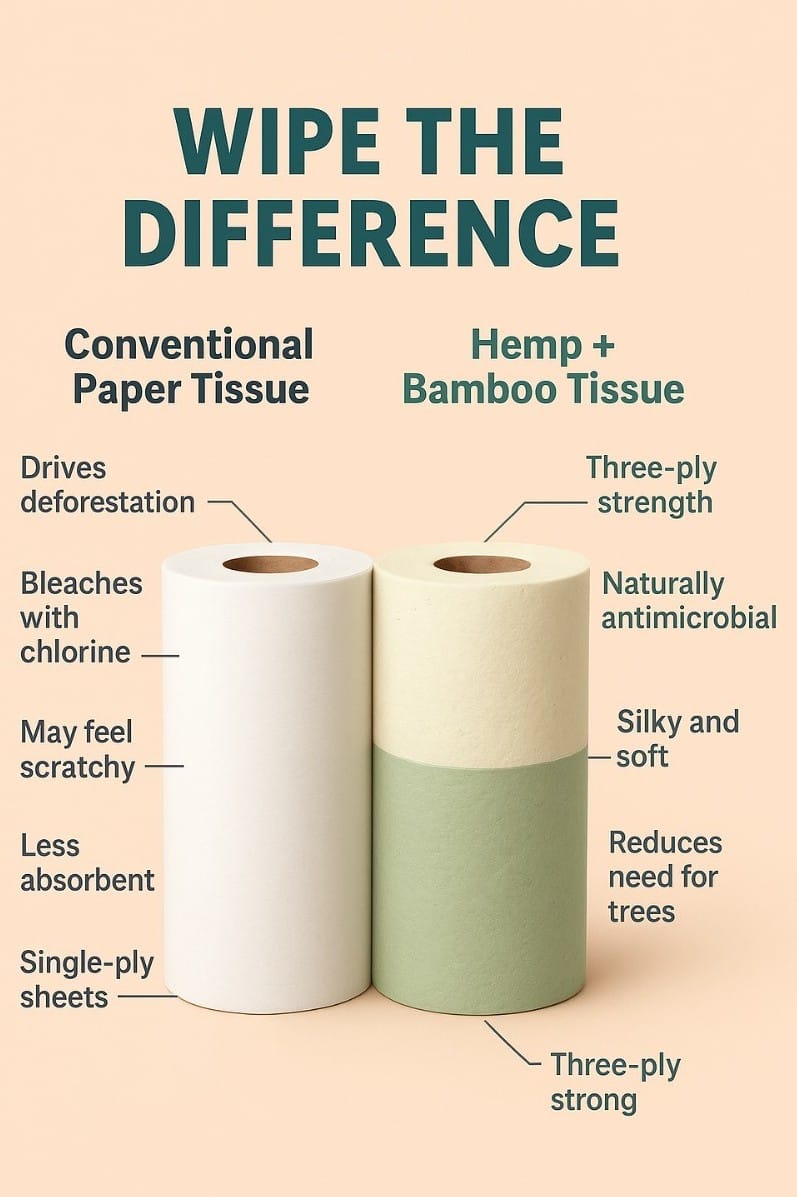 WIPE THE
DIFFERENCE
Conventional
Paper Tissue
Drives
deforestation
Bleaches
with
chlorine
May feel
scratchy
Less
absorbent
Single-ply
sheets
Hemp +
Bamboo Tissue
Three-ply
strength
Naturally
antimicrobial
Silky and
soft
Reduces
need for
trees
Three-ply
strong